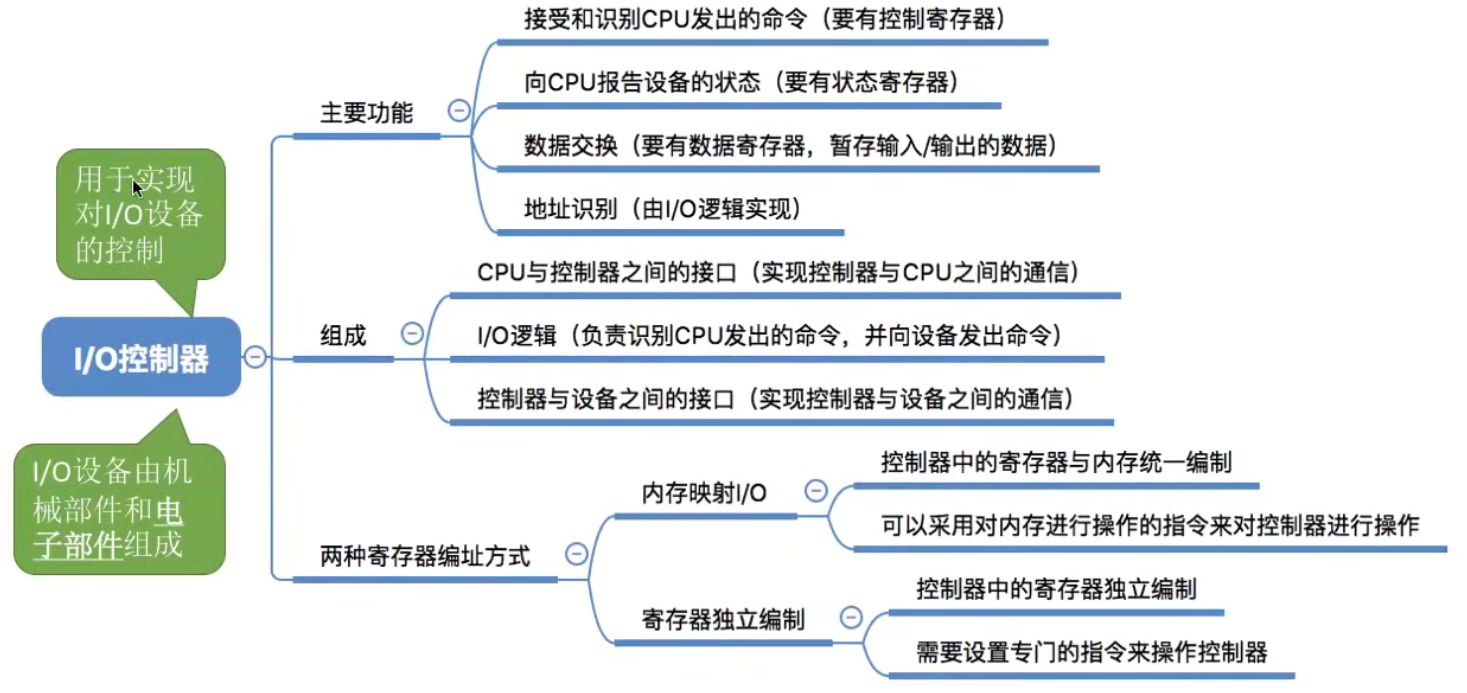 接受和识别CPU发出的命令（要有控制寄存器）
向CPU报告设备的状态（要有状态寄存器）
主要功能
数据交换（要有数据寄存器，暂存输入/输出的数据）
地址识别（由I/O逻辑实现）
用于实现
对I/O设备
的控制
CPU与控制器之间的接口（实现控制器与CPU之间的通信）
组成
I/O逻辑（负责识别CPU发出的命令，并向设备发出命令）
I/O控制器
控制器与设备之间的接口（实现控制器与设备之间的通信）
I/O设备由机
械部件和电
子部件组成
两种寄存器编址方式
内存映射I/O
控制器中的寄存器与内存统一编制
可以采用对内存进行操作的指令来对控制器进行操作
寄存器独立编制
控制器中的寄存器独立编制
需要设置专门的指令来操作控制器